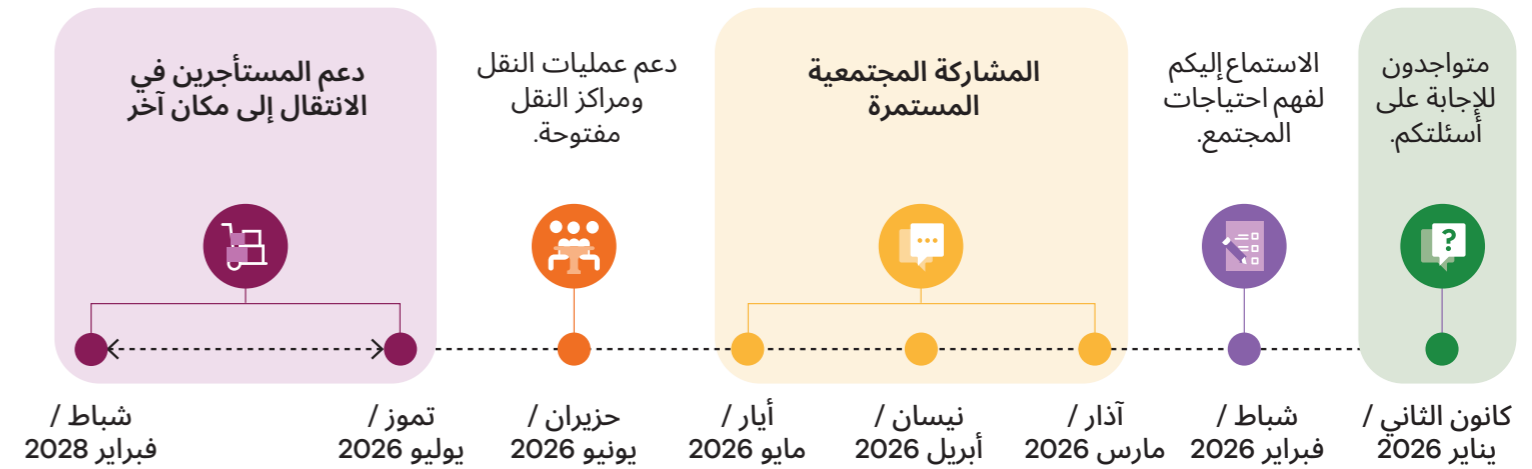 متواجدون
للإجابة على
أسئلتكم.
الاستماع إليكم
لفهم احتياجات
المجتمع.
المشاركة المجتمعية
المستمرة
دعم عمليات النقل
ومراكز النقل
مفتوحة.
دعم المستأجرين في
الانتقال إلى مكان آخر
?
كانون الثاني /
يناير 2026
شباط /
فبراير 2026
آذار /
مارس 2026
نيسان /
أبريل 2026
أيار /
مايو 2026
حزيران /
يونيو 2026
تموز /
يوليو 2026
شباط /
فبراير 2028